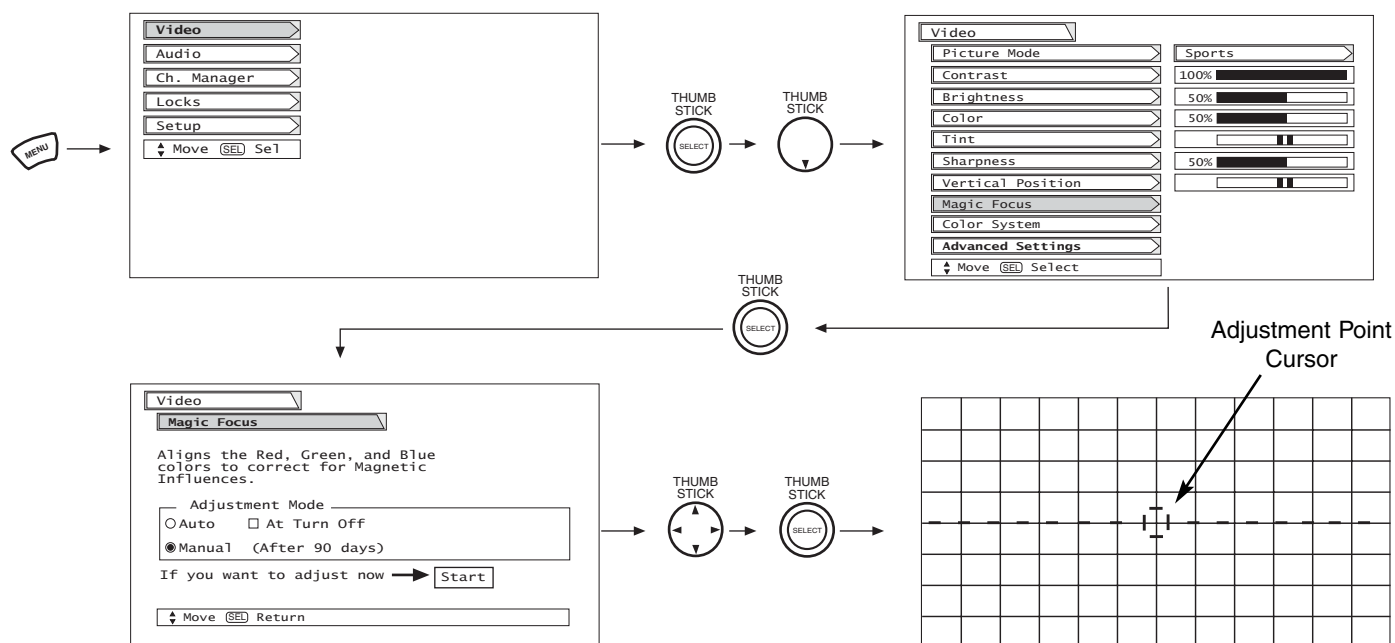 MENU
Video
Audio
Ch. Manager
Locks
Setup
Move SEL Sel
THUMB
STICK
SELECT
THUMB
STICK
Video
Picture Mode Sports
Contrast 100%
Brightness 50%
Color 50%
Tint
Sharpness 50%
Vertical Position
Magic Focus
Color System
Advanced Settings
Move SEL Select
THUMB
STICK
SELECT
Video
Magic Focus
Aligns the Red, Green, and Blue
colors to correct for Magnetic
Influences.
Adjustment Mode
Auto At Turn Off
Manual (After 90 days)
If you want to adjust now Start
Move SEL Return
THUMB
STICK
THUMB
STICK
SELECT
Adjustment Point
Cursor